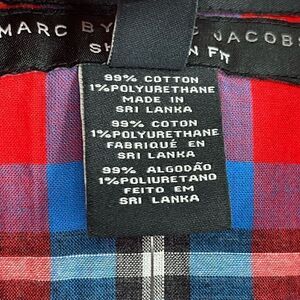 MARC BY JACOBS
SH N FIT
99% COTTON
1%POLYURETHANE
MADE IN
SRI LANKA
99% COTON
1%POLYURETHANE
FABRIQUÉ EN
SRI LANKA
99% ALGODÃO
1%POLIURETANO
FEITO EM
SRI LANKA